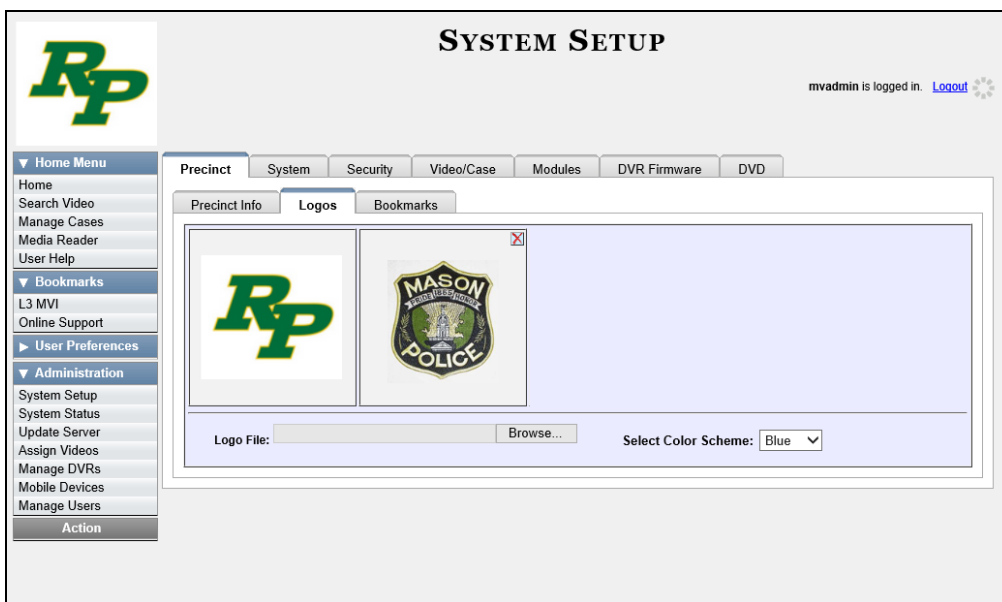 RP
SYSTEM SETUP
mvadmin is logged in. Logout
▼ Home Menu
Home
Search Video
Manage Cases
Media Reader
User Help
▼ Bookmarks
L3 MVI
Online Support
► User Preferences
▼ Administration
System Setup
System Status
Update Server
Assign Videos
Manage DVRs
Mobile Devices
Manage Users
Action
Precinct System Security Video/Case Modules DVR Firmware DVD
Precinct Info Logos Bookmarks
RP
MASON
PRIDE 1865 HONOR
POLICE
Logo File: Browse... Select Color Scheme: Blue